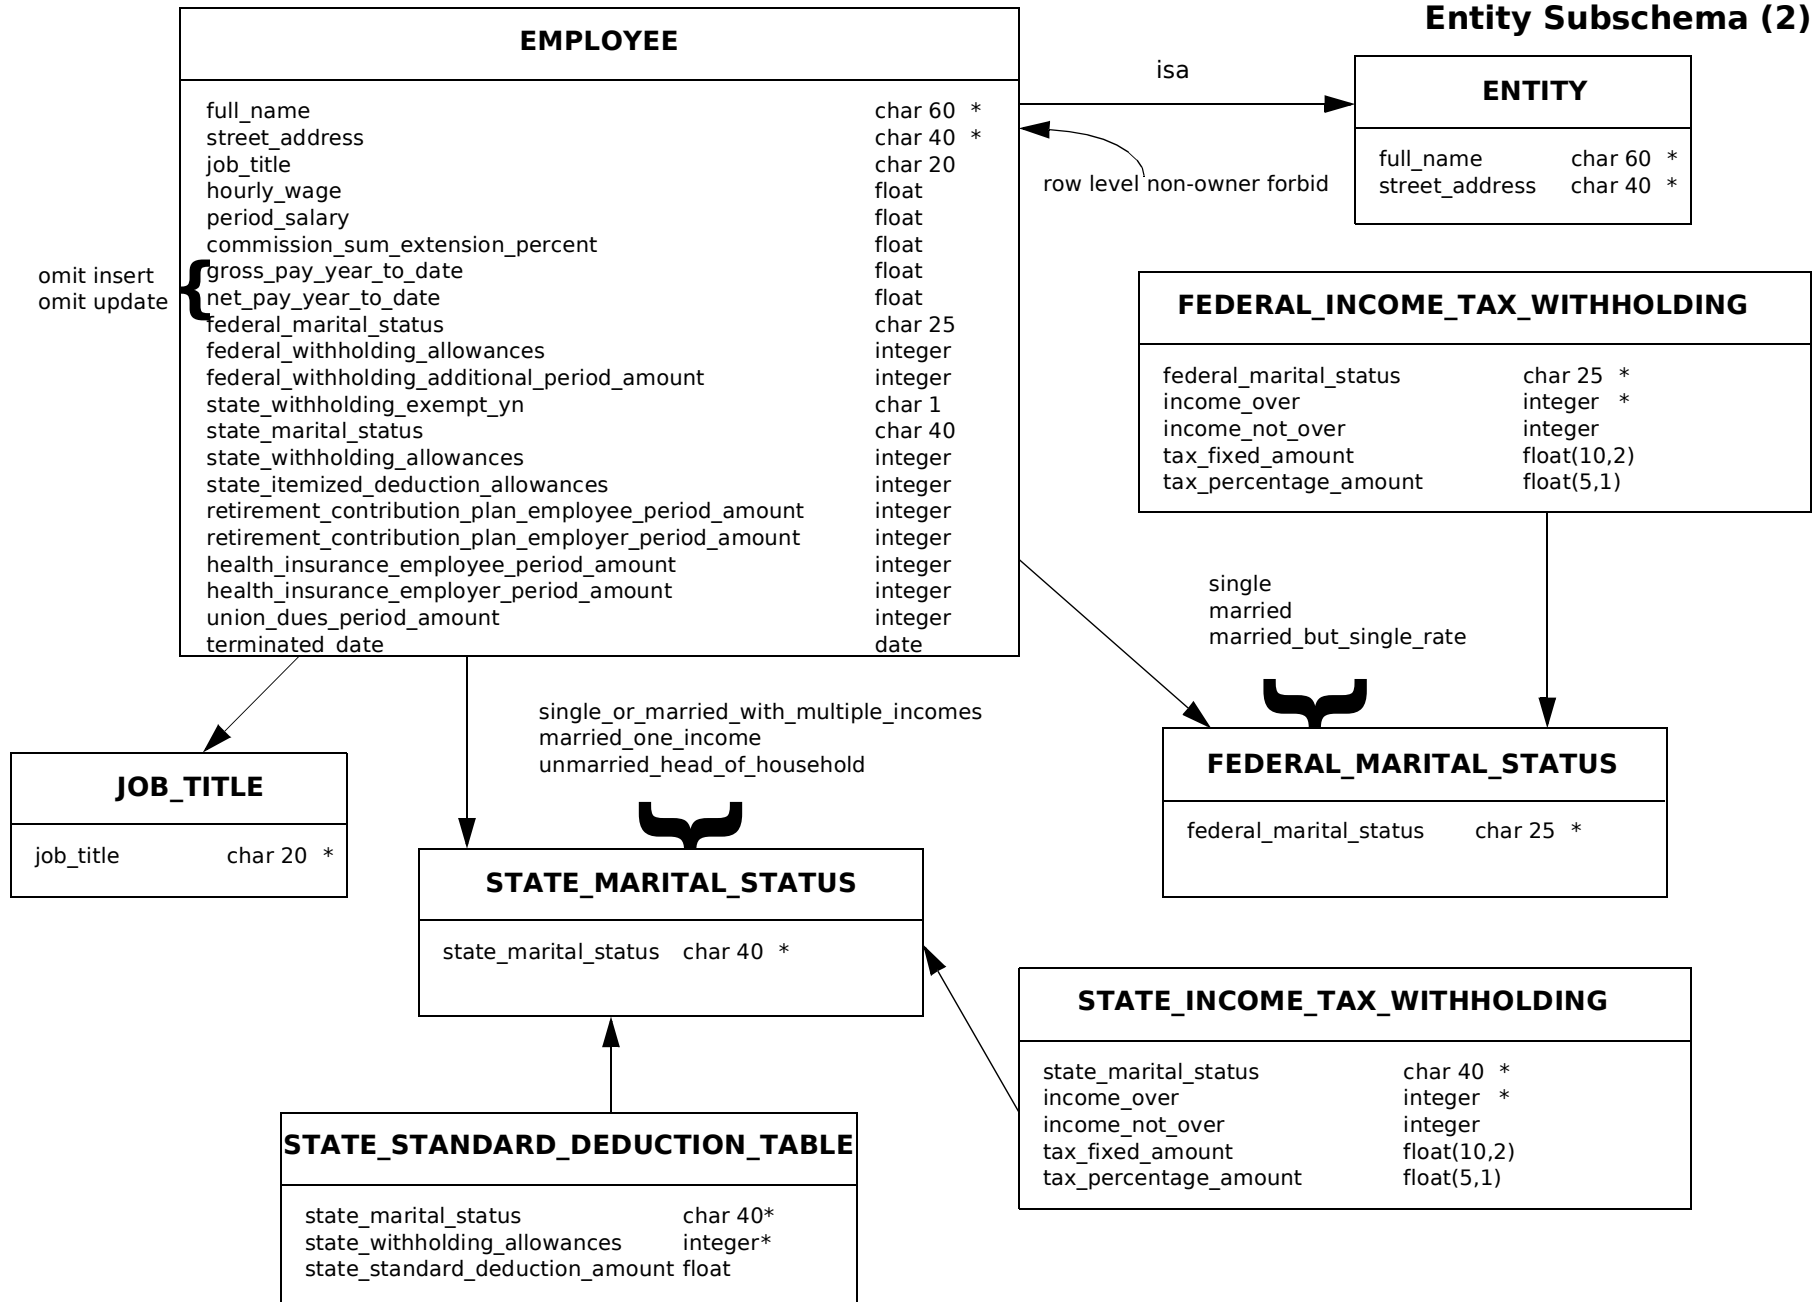 Entity Subschema (2)
EMPLOYEE
full_name char 60 *
street_address char 40 *
job_title char 20
hourly_wage float
period_salary float
commission_sum_extension_percent float
gross_pay_year_to_date float
net_pay_year_to_date float
federal_marital_status char 25
federal_withholding_allowances integer
federal_withholding_additional_period_amount integer
state_withholding_exempt_yn char 1
state_marital_status char 40
state_withholding_allowances integer
state_itemized_deduction_allowances integer
retirement_contribution_plan_employee_period_amount integer
retirement_contribution_plan_employer_period_amount integer
health_insurance_employee_period_amount integer
health_insurance_employer_period_amount integer
union_dues_period_amount integer
terminated_date date
omit insert
omit update
{
isa
row level non-owner forbid
ENTITY
full_name char 60 *
street_address char 40 *
FEDERAL_INCOME_TAX_WITHHOLDING
federal_marital_status char 25 *
income_over integer *
income_not_over integer
tax_fixed_amount float(10,2)
tax_percentage_amount float(5,1)
single
married
married_but_single_rate
}
FEDERAL_MARITAL_STATUS
federal_marital_status char 25 *
JOB_TITLE
job_title char 20 *
single_or_married_with_multiple_incomes
married_one_income
unmarried_head_of_household
}
STATE_MARITAL_STATUS
state_marital_status char 40 *
STATE_INCOME_TAX_WITHHOLDING
state_marital_status char 40 *
income_over integer *
income_not_over integer
tax_fixed_amount float(10,2)
tax_percentage_amount float(5,1)
STATE_STANDARD_DEDUCTION_TABLE
state_marital_status char 40*
state_withholding_allowances integer*
state_standard_deduction_amount float